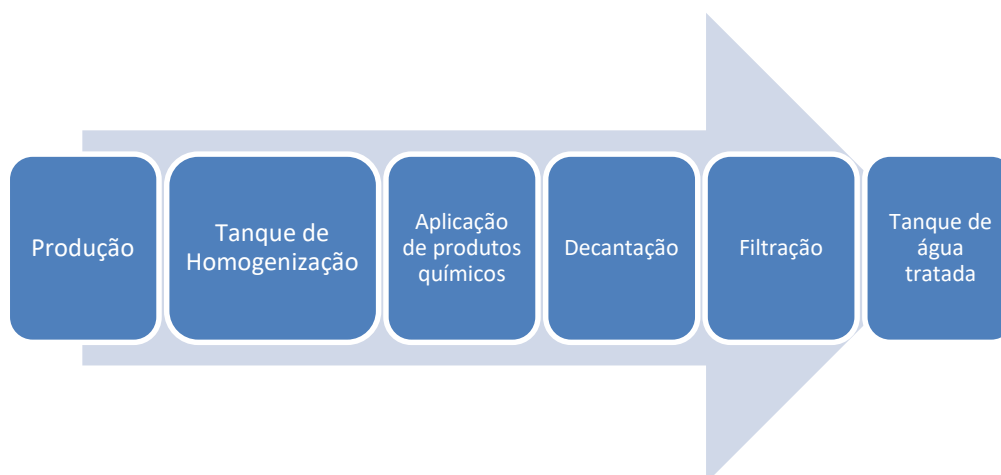 Produção
Tanque de
Homogenização
Aplicação
de produtos
químicos
Decantação
Filtração
Tanque de
água
tratada